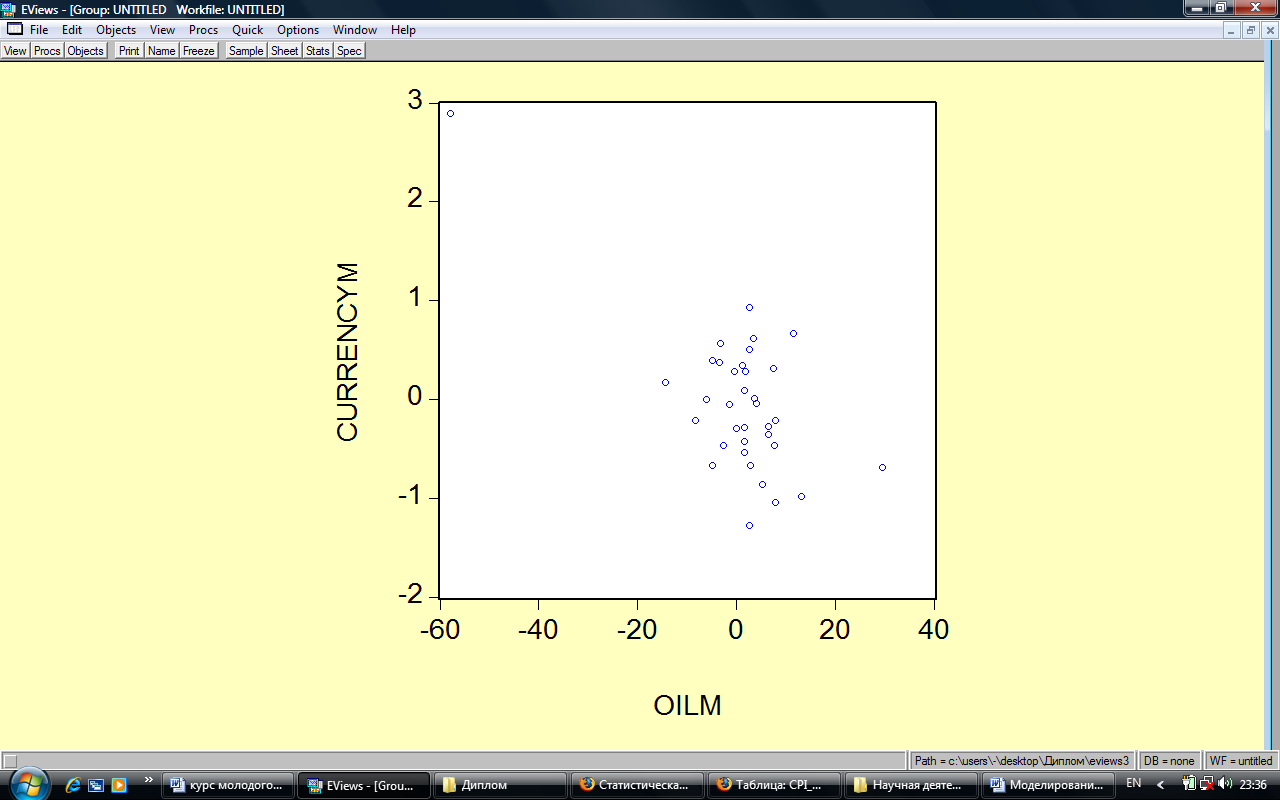 EViews - [Group: UNTITLED   Workfile: UNTITLED]
File Edit Objects View Procs Quick Options Window Help
View Procs Objects Print Name Freeze Sample Sheet Stats Spec
3
2
1
0
-1
-2
CURRENCYM
-60 -40 -20 0 20 40
OILM
Path = c:\users\-\desktop\Диплом\eviews3 DB = none WF = untitled
» курс молодого... EViews - [Grou... Диплом Статистическа... Таблица: CPI_... Научная деяте... Моделировани... EN < 23:36